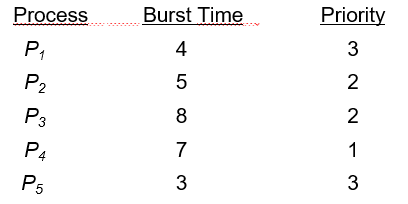 Process Burst Time Priority
P1 4 3
P2 5 2
P3 8 2
P4 7 1
P5 3 3